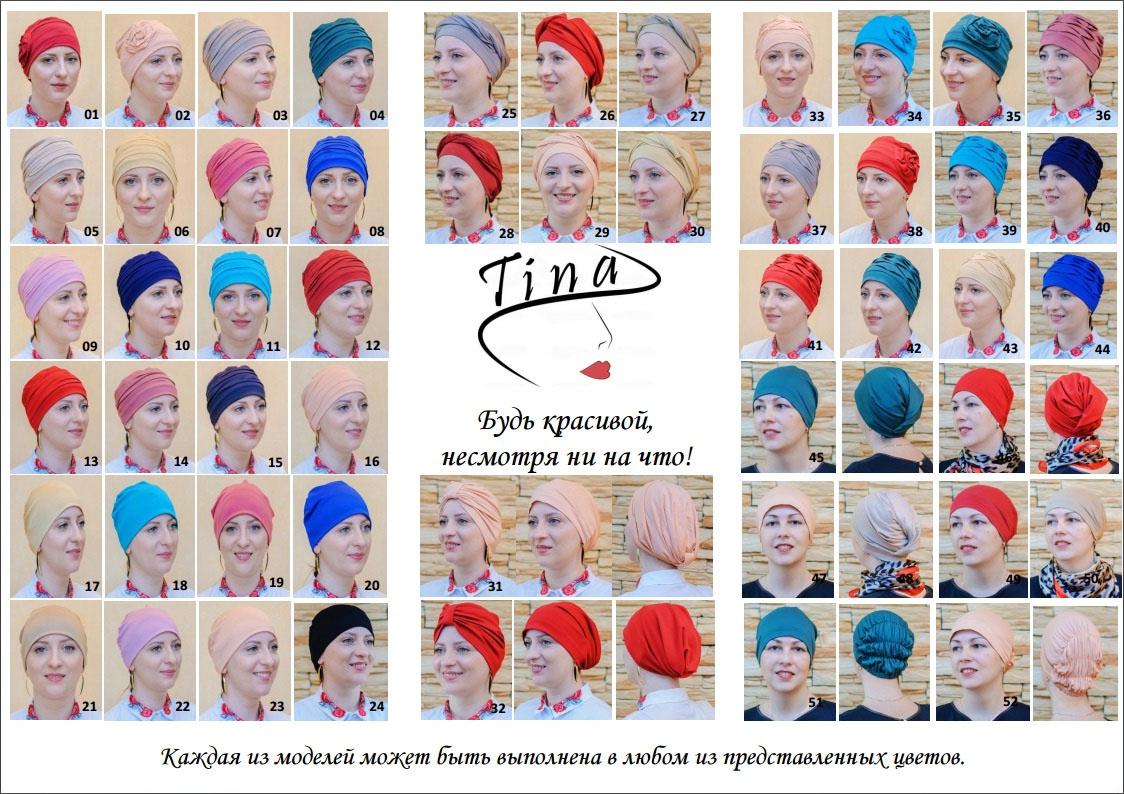 01 02 03 04
05 06 07 08
09 10 11 12
13 14 15 16
17 18 19 20
21 22 23 24
25 26 27
28 29 30
Tina
Будь красивой,
несмотря ни на что!
31
32
33 34 35 36
37 38 39 40
41 42 43 44
45 46
47 48 49 50
51 52
Каждая из моделей может быть выполнена в любом из представленных цветов.